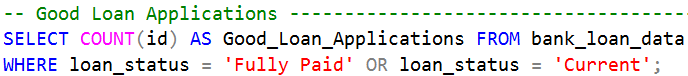 -- Good Loan Applications --------------------------------------
SELECT COUNT(id) AS Good_Loan_Applications FROM bank_loan_data
WHERE loan_status = 'Fully Paid' OR loan_status = 'Current';